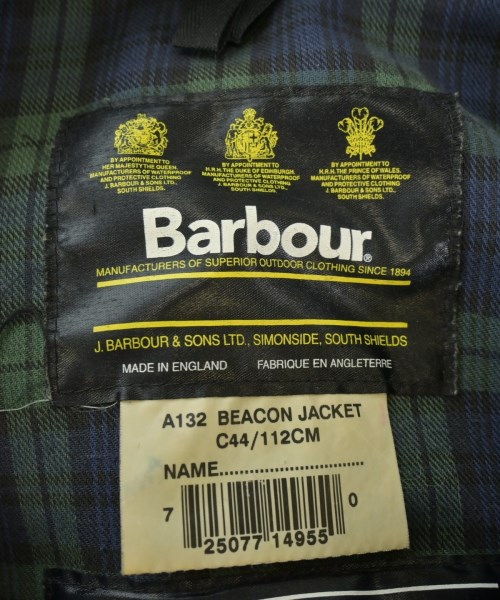 BY APPOINTMENT TO
HER MAJESTY THE QUEEN.
MANUFACTURERS OF WATERPROOF
AND PROTECTIVE CLOTHING
J. BARBOUR & SONS LTD.,
SOUTH SHIELDS.
BY APPOINTMENT TO
H.R.H. THE DUKE OF EDINBURGH.
MANUFACTURERS OF WATERPROOF
AND PROTECTIVE CLOTHING
J. BARBOUR & SONS LTD.,
SOUTH SHIELDS.
BY APPOINTMENT TO
H.R.H. THE PRINCE OF WALES.
MANUFACTURERS OF WATERPROOF
AND PROTECTIVE CLOTHING
J. BARBOUR & SONS LTD.,
SOUTH SHIELDS.
Barbour®
MANUFACTURERS OF SUPERIOR OUTDOOR CLOTHING SINCE 1894
J. BARBOUR & SONS LTD., SIMONSIDE, SOUTH SHIELDS
MADE IN ENGLAND FABRIQUE EN ANGLETERRE
A132 BEACON JACKET
C44/112CM
NAME..............................
7 25077 14955 0